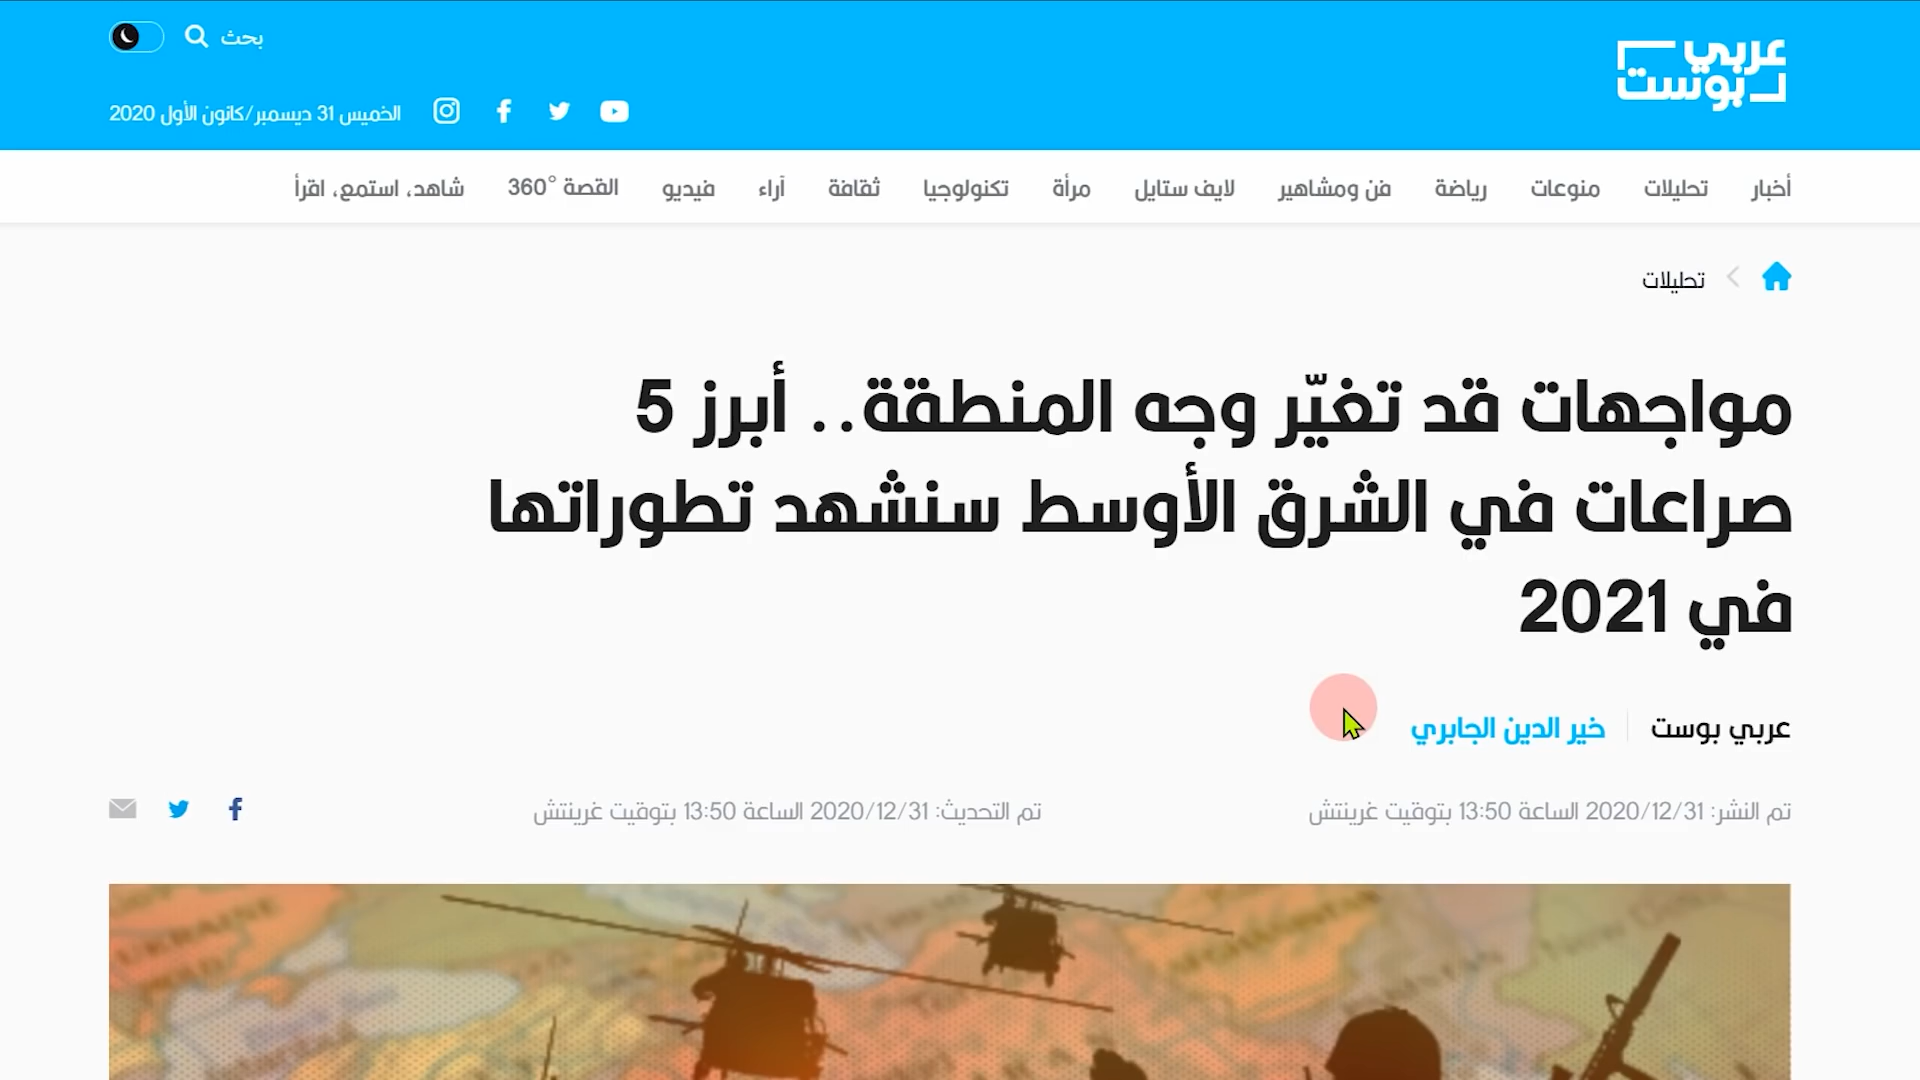 بحث
عربي
بوست
الخميس 31 ديسمبر/كانون الأول 2020
أخبار تحليلات منوعات رياضة فن ومشاهير لايف ستايل مرأة تكنولوجيا ثقافة آراء فيديو القصة °360 شاهد، استمع، اقرأ
تحليلات
مواجهات قد تغيّر وجه المنطقة.. أبرز 5
صراعات في الشرق الأوسط سنشهد تطوراتها
في 2021
عربي بوست خير الدين الجابري
تم النشر: 2020/12/31 الساعة 13:50 بتوقيت غرينتش تم التحديث: 2020/12/31 الساعة 13:50 بتوقيت غرينتش
UKRAINE